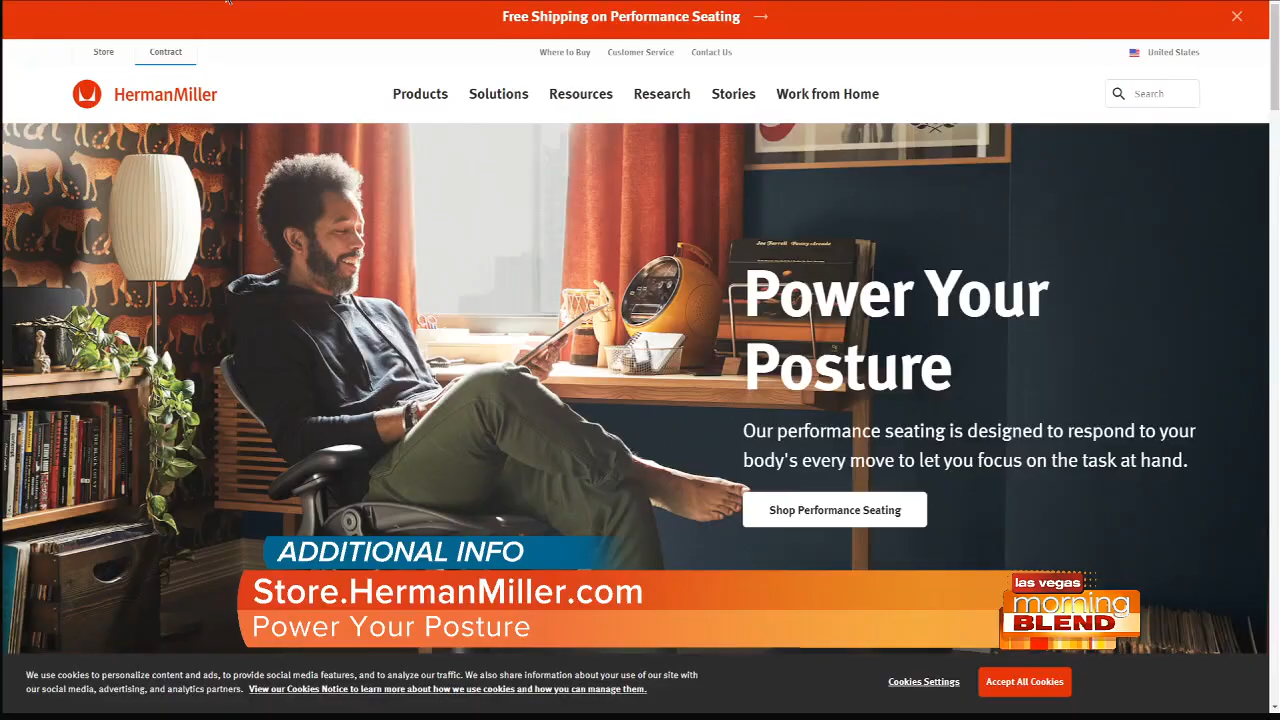 Free Shipping on Performance Seating →
Store
Contract
Where to Buy
Customer Service
Contact Us
United States
HermanMiller
Products
Solutions
Resources
Research
Stories
Work from Home
Search
Power Your
Posture
Our performance seating is designed to respond to your
body's every move to let you focus on the task at hand.
Shop Performance Seating
ADDITIONAL INFO
Store.HermanMiller.com
Power Your Posture
las vegas
morning
BLEND
We use cookies to personalize content and ads, to provide social media features, and to analyze our traffic. We also share information about your use of our site with
our social media, advertising, and analytics partners. View our Cookies Notice to learn more about how we use cookies and how you can manage them.
Cookies Settings
Accept All Cookies